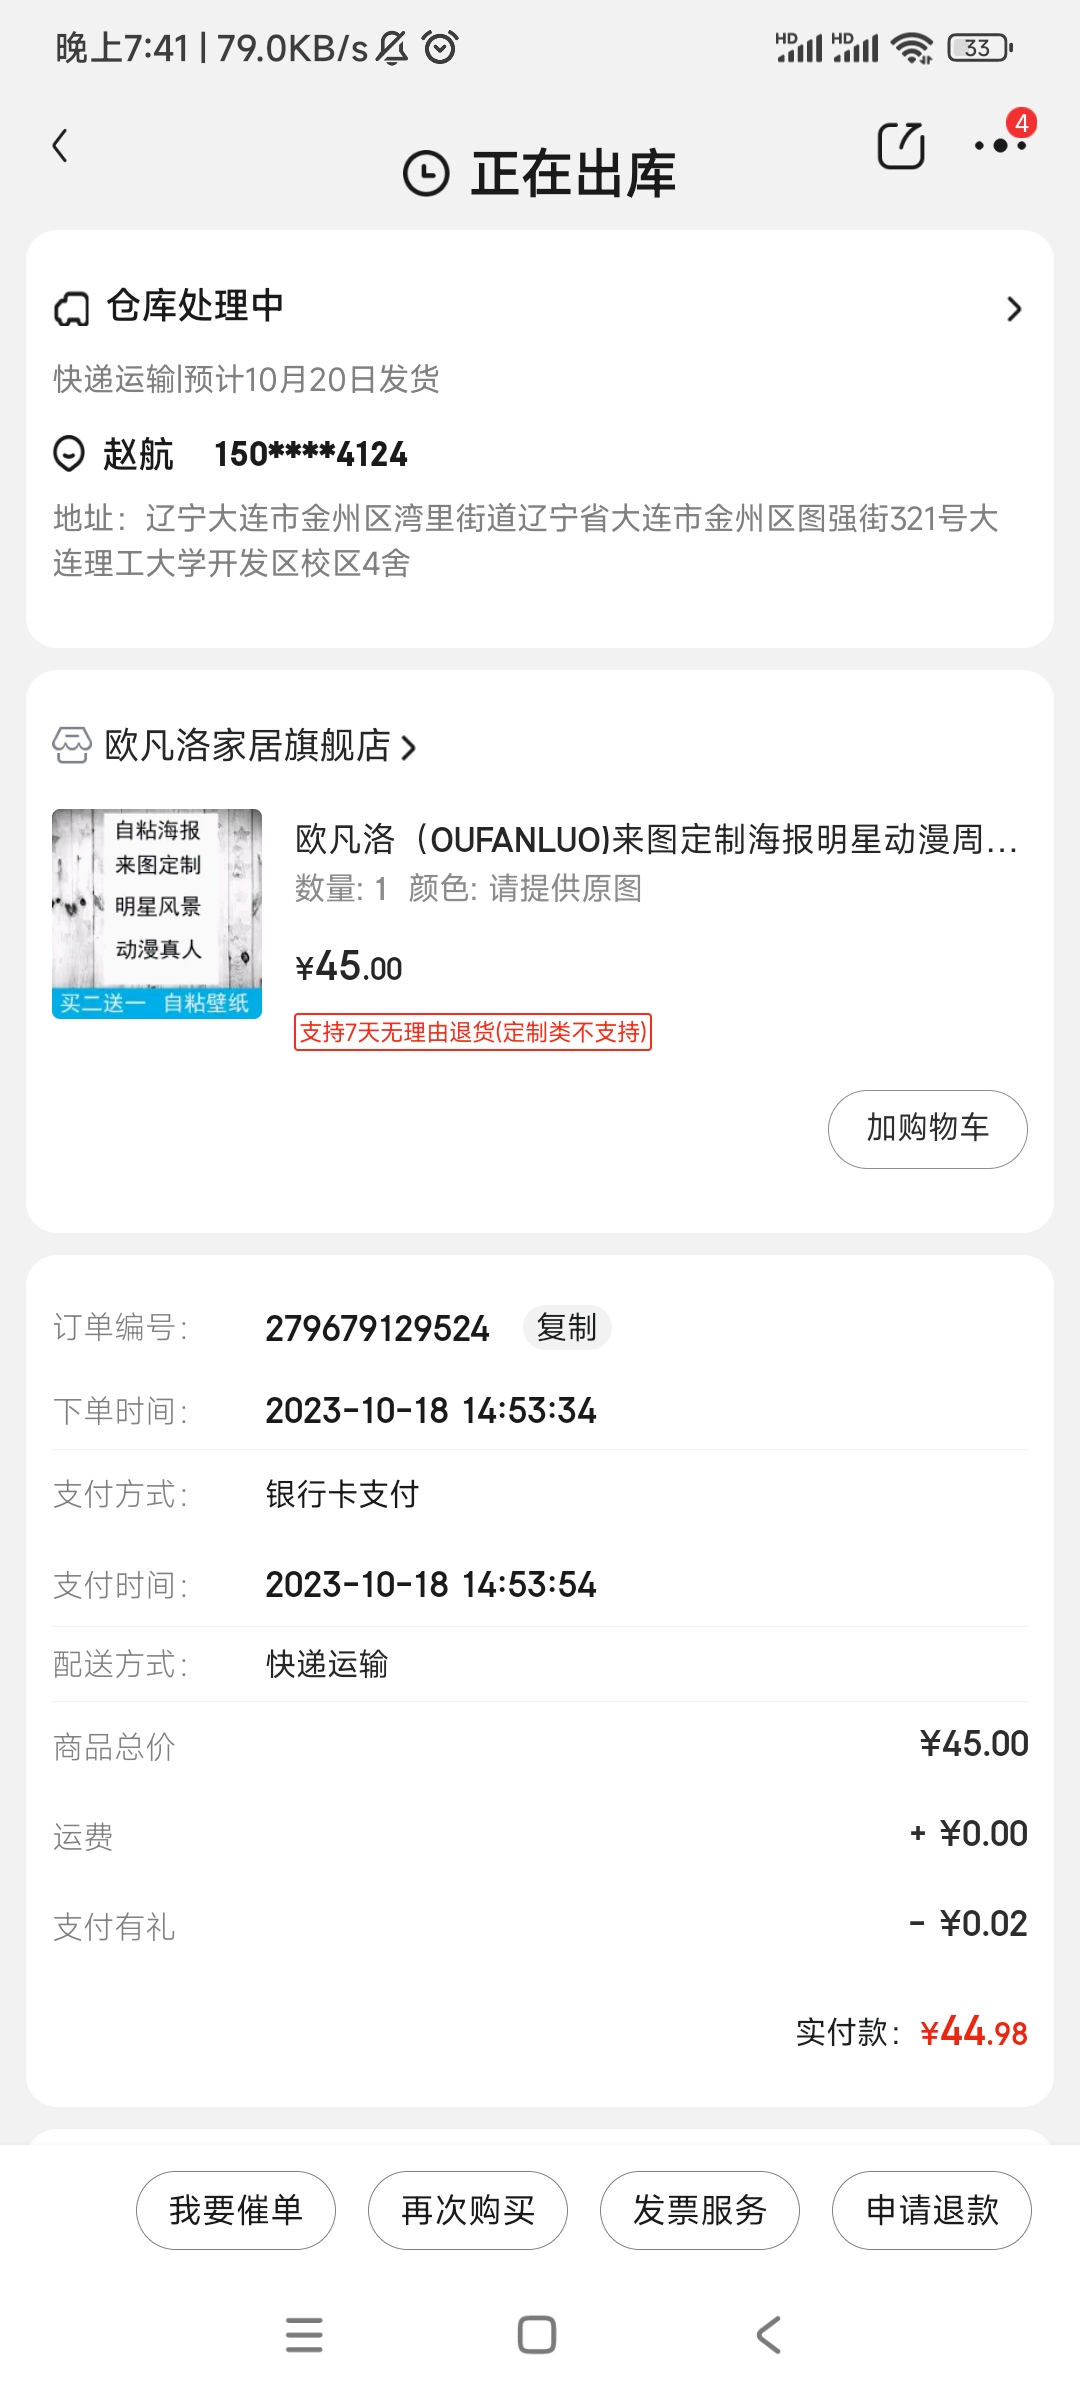 晚上7:41 | 79.0KB/s
HD HD 33
4
正在出库
仓库处理中
快递运输|预计10月20日发货
赵航 150****4124
地址：辽宁大连市金州区湾里街道辽宁省大连市金州区图强街321号大
连理工大学开发区校区4舍
欧凡洛家居旗舰店
自粘海报
来图定制
明星风景
动漫真人
买二送一 自粘壁纸
欧凡洛（OUFANLUO)来图定制海报明星动漫周...
数量: 1 颜色: 请提供原图
¥45.00
支持7天无理由退货(定制类不支持)
加购物车
订单编号: 279679129524 复制
下单时间: 2023-10-18 14:53:34
支付方式: 银行卡支付
支付时间: 2023-10-18 14:53:54
配送方式: 快递运输
商品总价 ¥45.00
运费 + ¥0.00
支付有礼 - ¥0.02
实付款: ¥44.98
我要催单 再次购买 发票服务 申请退款